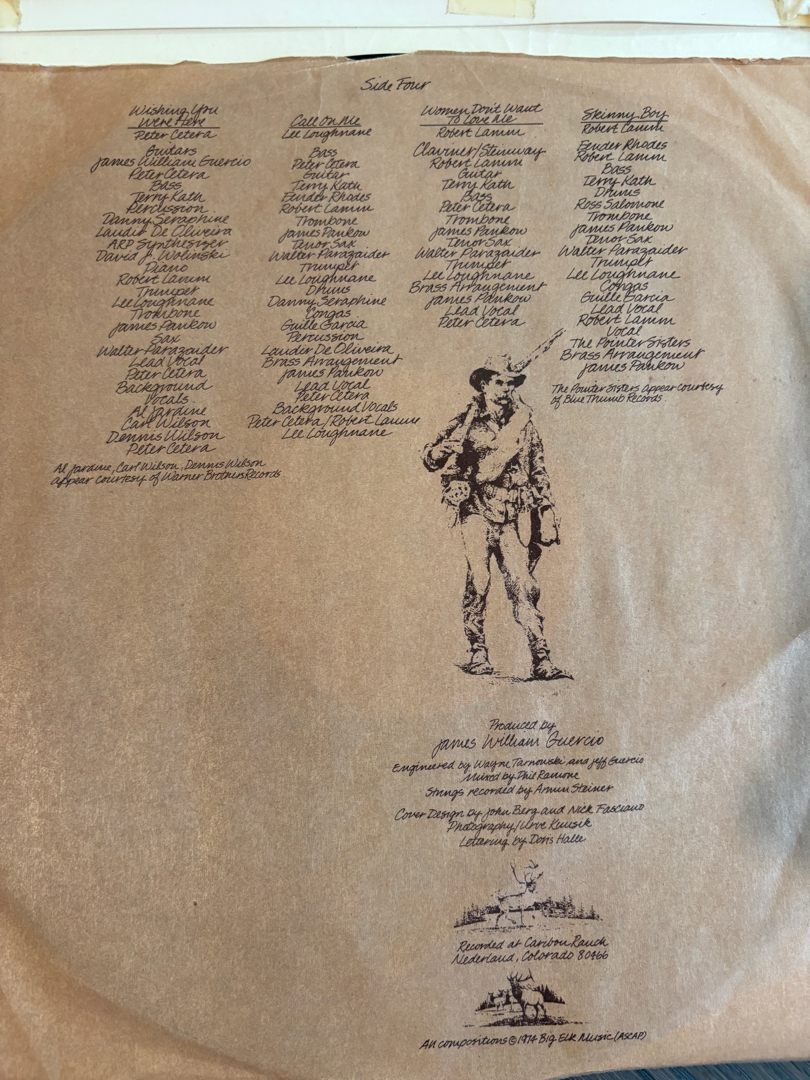 Side Four
Wishing You
Were Here
Peter Cetera
Guitars
James William Guercio
Peter Cetera
Bass
Terry Kath
Percussion
Danny Seraphine
Laudir De Oliveira
ARP Synthesizer
David J. Wolinski
Piano
Robert Lamm
Trumpet
Lee Loughnane
Trombone
James Pankow
Sax
Walter Parazaider
Lead Vocal
Peter Cetera
Background
Vocals
Al Jardine
Carl Wilson
Dennis Wilson
Peter Cetera
Al Jardine, Carl Wilson, Dennis Wilson
appear courtesy of Warner Brothers Records
Call On Me
Lee Loughnane
Bass
Peter Cetera
Guitar
Terry Kath
Fender Rhodes
Robert Lamm
Trombone
James Pankow
Tenor Sax
Walter Parazaider
Trumpet
Lee Loughnane
Drums
Danny Seraphine
Congas
Guille Garcia
Percussion
Laudir De Oliveira
Brass Arrangement
James Pankow
Lead Vocal
Peter Cetera
Background Vocals
Peter Cetera/Robert Lamm
Lee Loughnane
Women Don't Want
To Love Me
Robert Lamm
Clavinet/Steinway
Robert Lamm
Guitar
Terry Kath
Bass
Peter Cetera
Trombone
James Pankow
Tenor Sax
Walter Parazaider
Trumpet
Lee Loughnane
Brass Arrangement
James Pankow
Lead Vocal
Peter Cetera
Skinny Boy
Robert Lamm
Fender Rhodes
Robert Lamm
Bass
Terry Kath
Drums
Ross Salomone
Trombone
James Pankow
Tenor Sax
Walter Parazaider
Trumpet
Lee Loughnane
Congas
Guille Garcia
Lead Vocal
Robert Lamm
Vocal
The Pointer Sisters
Brass Arrangement
James Pankow
The Pointer Sisters appear courtesy
of Blue Thumb Records.
Produced by
James William Guercio
Engineered by Wayne Tarnowski and Jeff Guercio
Mixed by Phil Ramone
Strings recorded by Armin Steiner
Cover Design by John Berg and Nick Fasciano
Photography/Urve Kuusik
Lettering by Doris Halle
Recorded at Caribou Ranch
Nederland, Colorado 80466
All compositions © 1974 Big Elk Music (ASCAP)